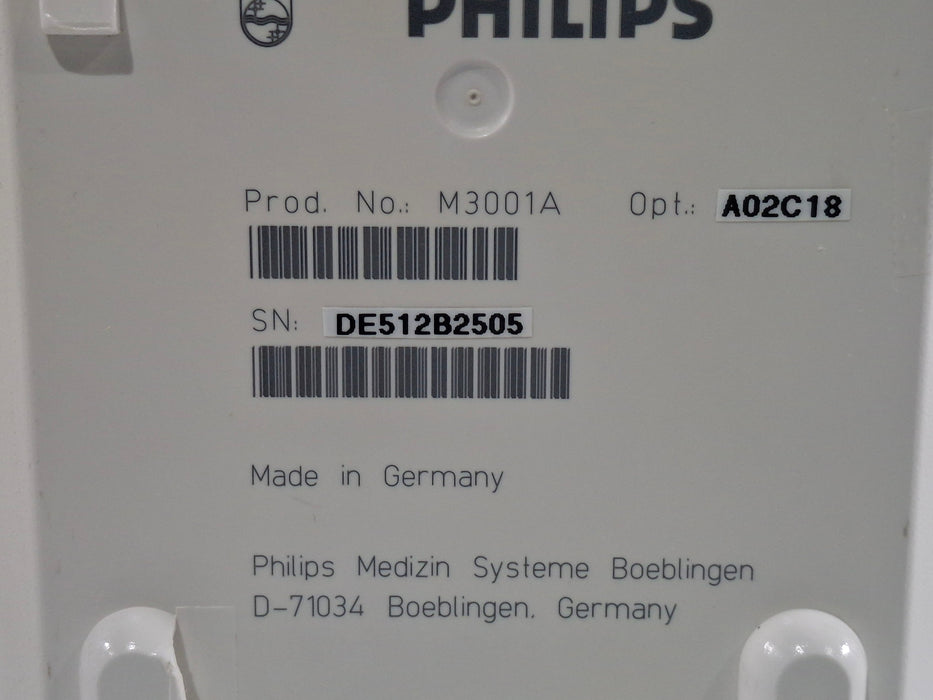 PHILIPS
Prod. No.: M3001A Opt.: A02C18
SN: DE512B2505
Made in Germany
Philips Medizin Systeme Boeblingen
D-71034 Boeblingen. Germany